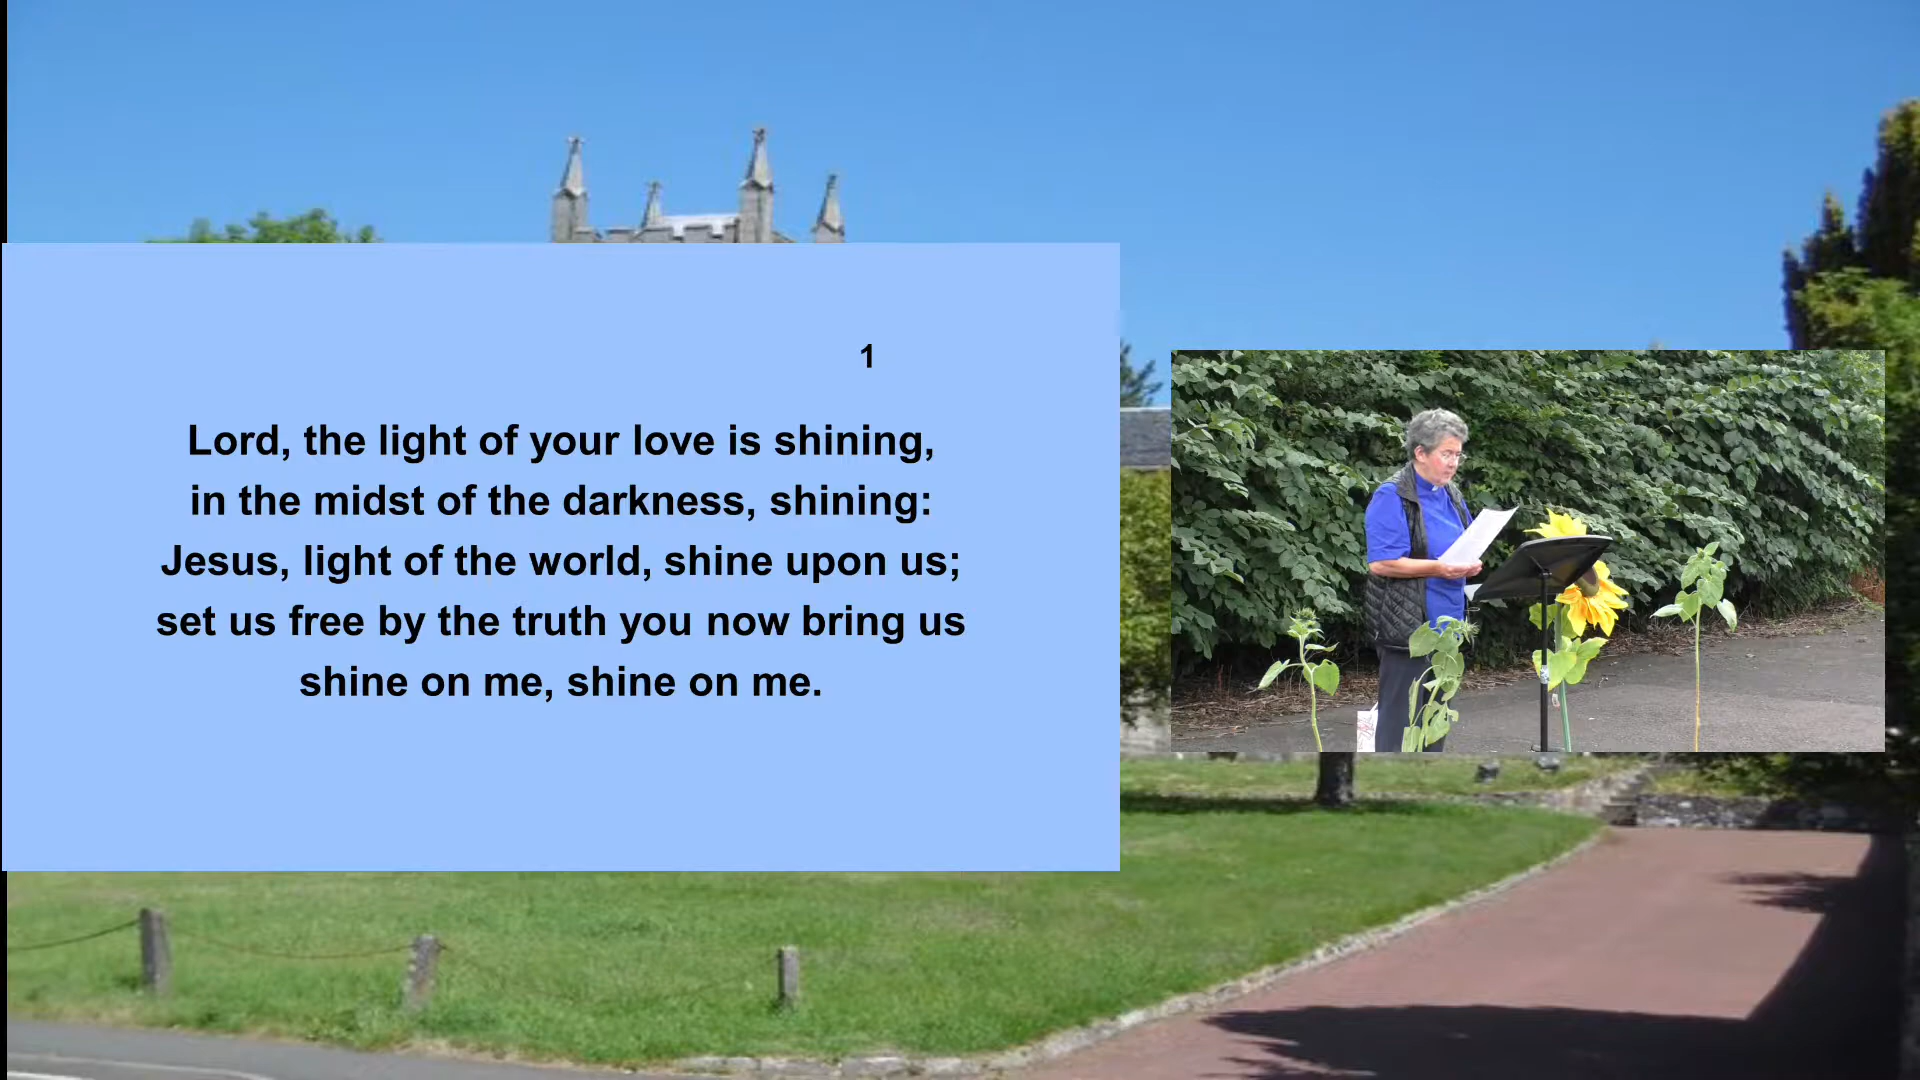 1
Lord, the light of your love is shining,
in the midst of the darkness, shining:
Jesus, light of the world, shine upon us;
set us free by the truth you now bring us
shine on me, shine on me.